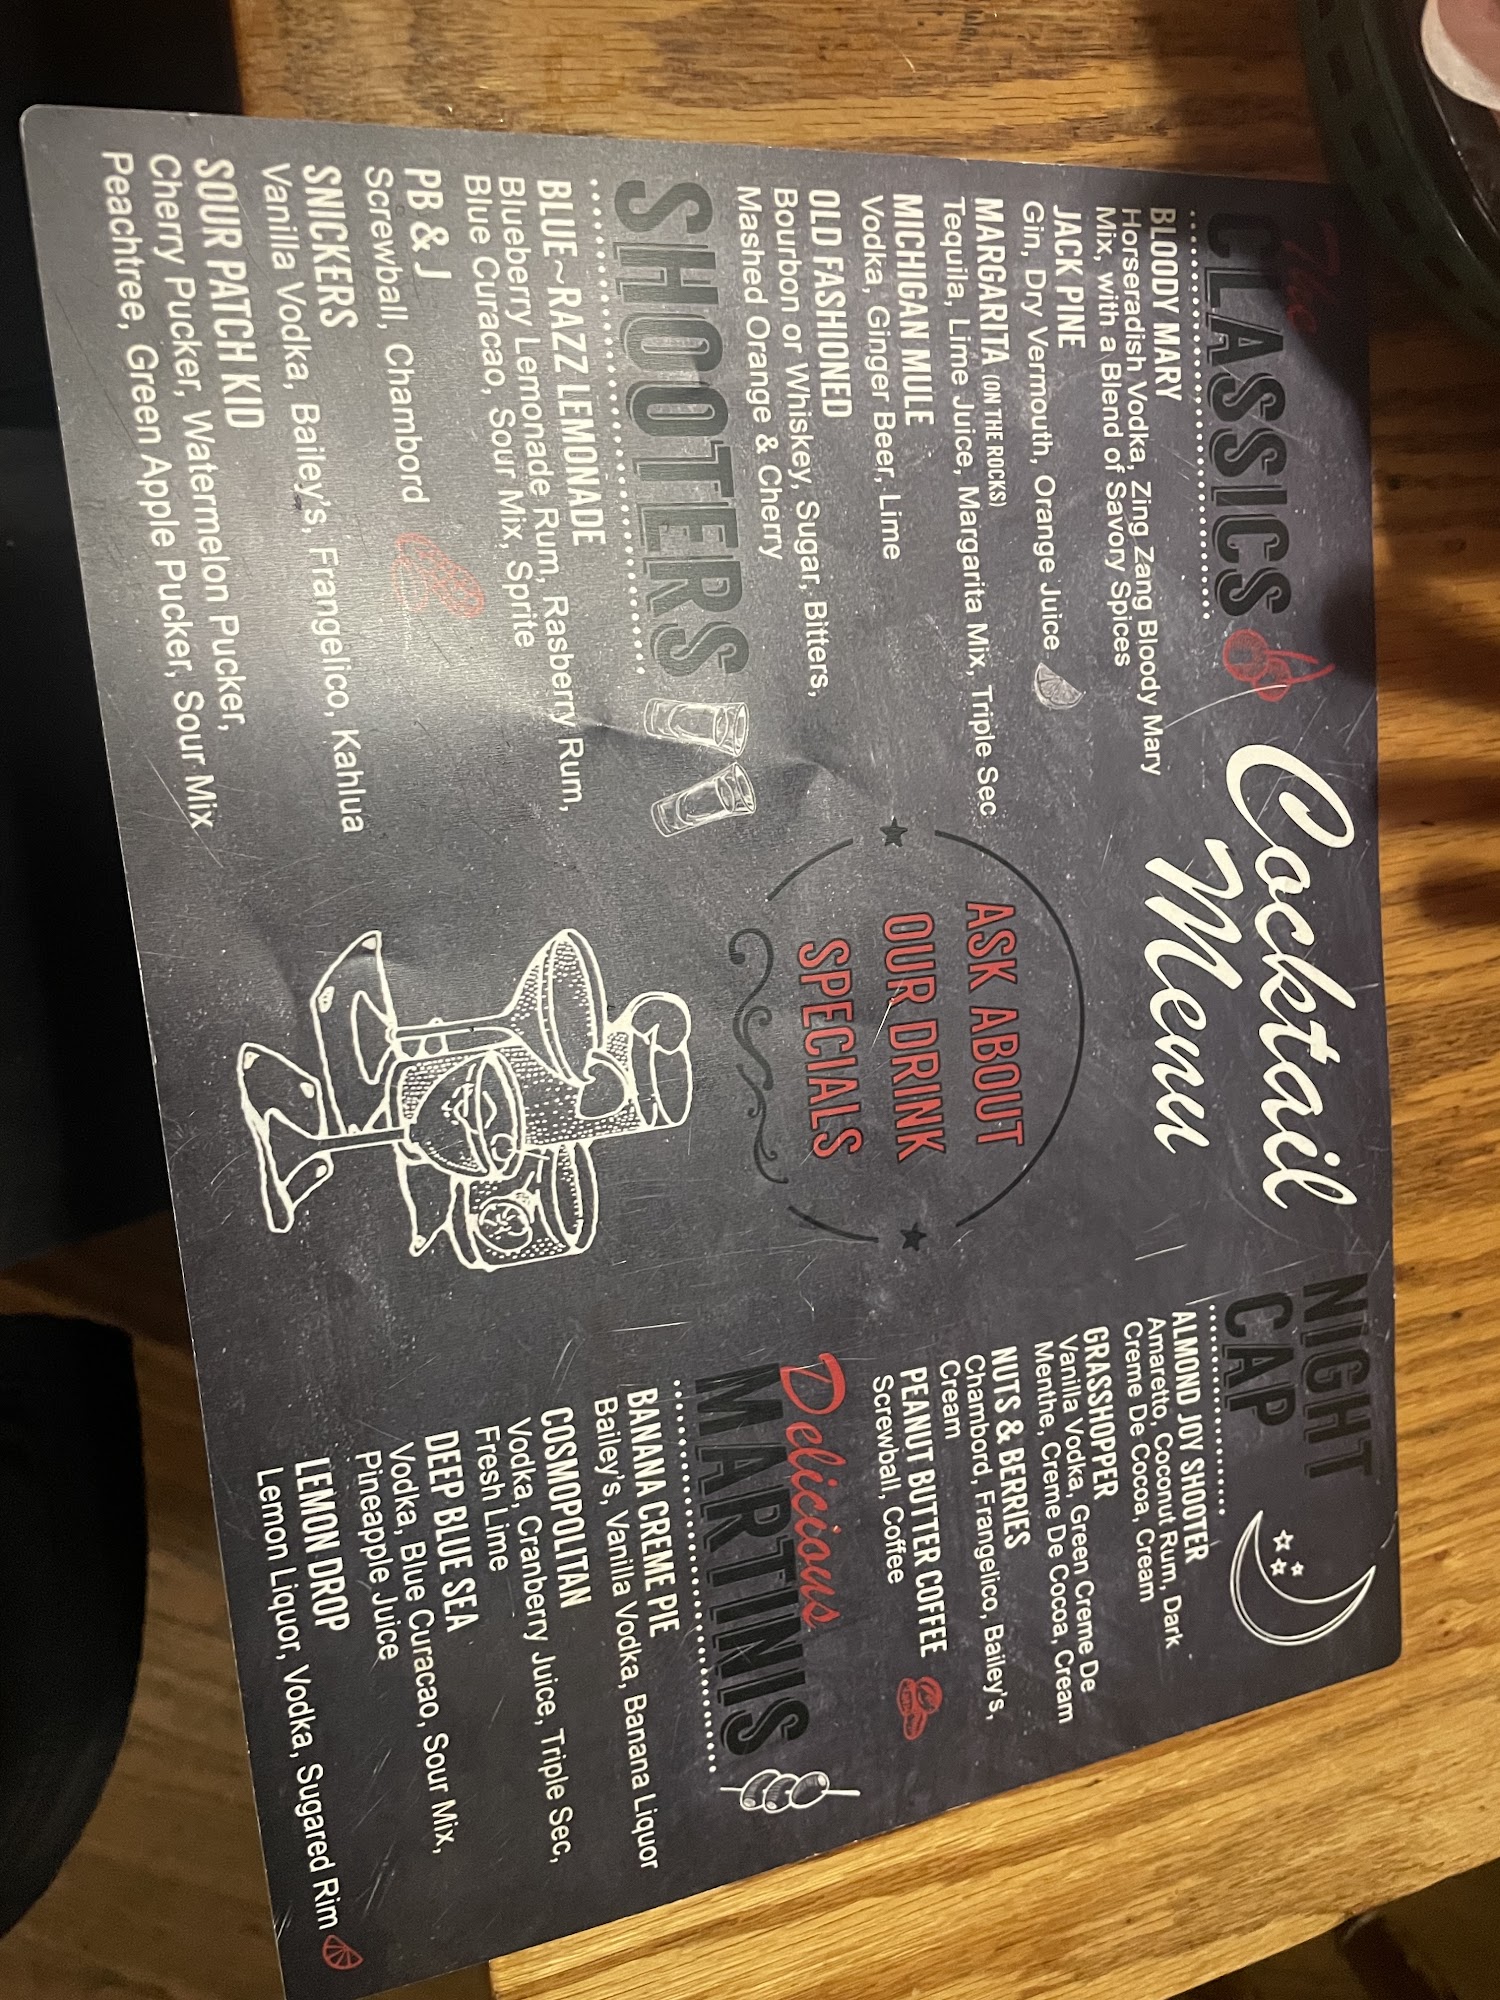 Cocktail
Menu
The
CLASSICS
BLOODY MARY
Horseradish Vodka, Zing Zang Bloody Mary
Mix, with a Blend of Savory Spices
JACK PINE
Gin, Dry Vermouth, Orange Juice
MARGARITA (ON THE ROCKS)
Tequila, Lime Juice, Margarita Mix, Triple Sec
MICHIGAN MULE
Vodka, Ginger Beer, Lime
OLD FASHIONED
Bourbon or Whiskey, Sugar, Bitters,
Mashed Orange & Cherry
SHOOTERS
BLUE~RAZZ LEMONADE
Blueberry Lemonade Rum, Rasberry Rum,
Blue Curacao, Sour Mix, Sprite
PB & J
Screwball, Chambord
SNICKERS
Vanilla Vodka, Bailey's, Frangelico, Kahlua
SOUR PATCH KID
Cherry Pucker, Watermelon Pucker,
Peachtree, Green Apple Pucker, Sour Mix
ASK ABOUT
OUR DRINK
SPECIALS
NIGHT
CAP
ALMOND JOY SHOOTER
Amaretto, Coconut Rum, Dark
Creme De Cocoa, Cream
GRASSHOPPER
Vanilla Vodka, Green Creme De
Menthe, Creme De Cocoa, Cream
NUTS & BERRIES
Chambord, Frangelico, Bailey's,
Cream
PEANUT BUTTER COFFEE
Screwball, Coffee
Delicious
MARTINIS
BANANA CREME PIE
Bailey's, Vanilla Vodka, Banana Liquor
COSMOPOLITAN
Vodka, Cranberry Juice, Triple Sec,
Fresh Lime
DEEP BLUE SEA
Vodka, Blue Curacao, Sour Mix,
Pineapple Juice
LEMON DROP
Lemon Liquor, Vodka, Sugared Rim